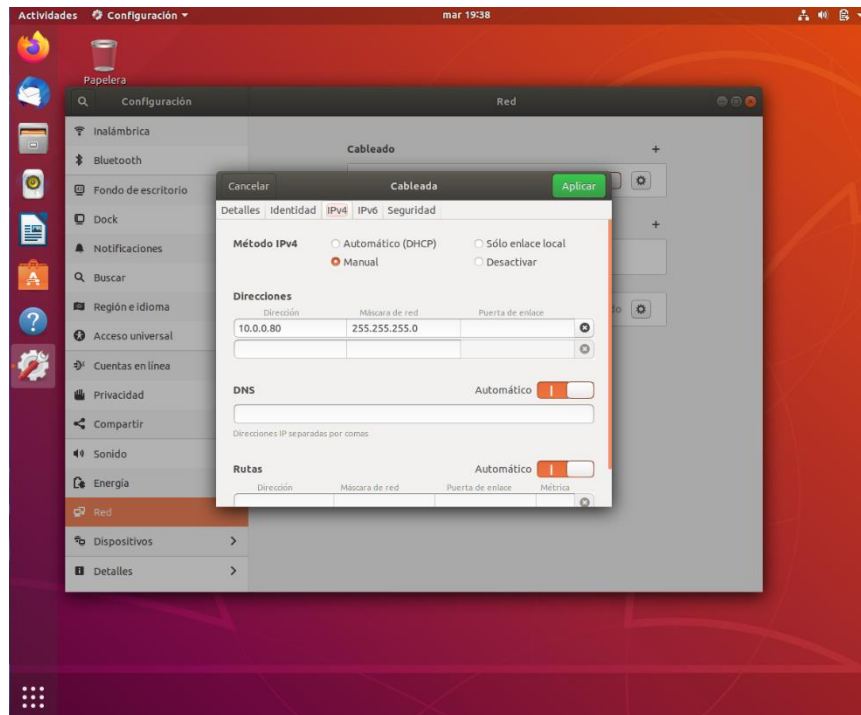 Actividades Configuración mar 19:38
Papelera
Configuración Red
Inalámbrica
Bluetooth
Fondo de escritorio
Dock
Notificaciones
Buscar
Región e idioma
Acceso universal
Cuentas en línea
Privacidad
Compartir
Sonido
Energía
Red
Dispositivos
Detalles
Cableado
Cancelar Cableada Aplicar
Detalles Identidad IPv4 IPv6 Seguridad
Método IPv4 Automático (DHCP) Sólo enlace local
Manual Desactivar
Direcciones
Dirección Máscara de red Puerta de enlace
10.0.0.80 255.255.255.0
DNS Automático
Direcciones IP separadas por comas
Rutas Automático
Dirección Máscara de red Puerta de enlace Métrica